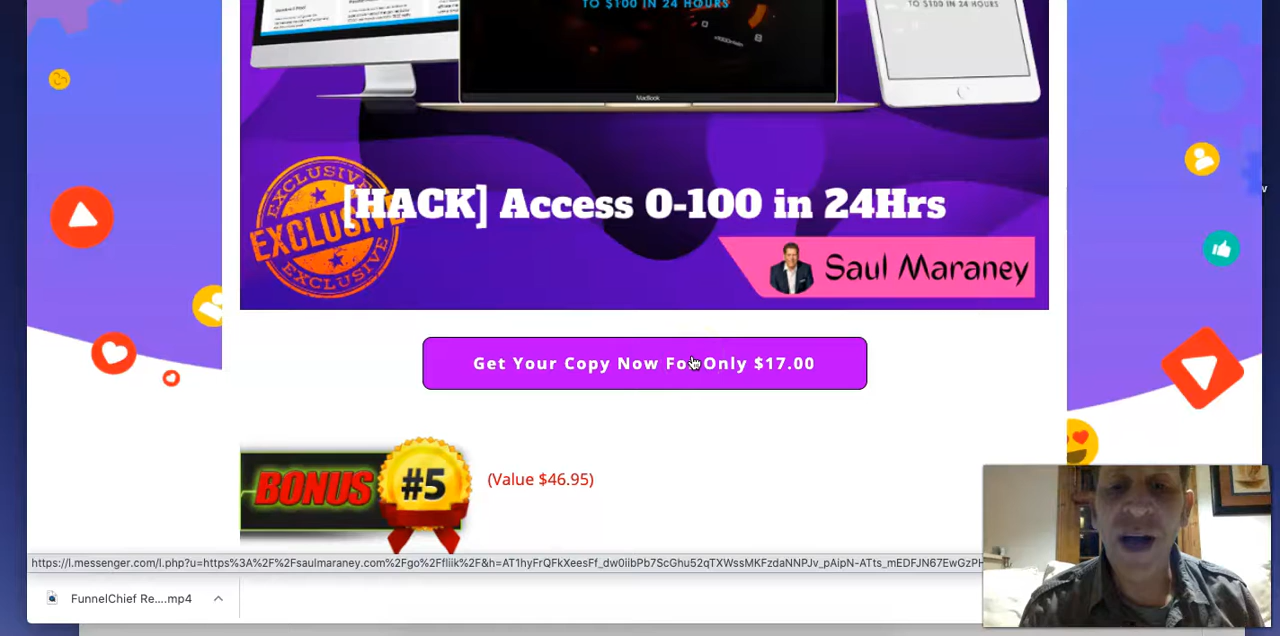 TO $100 IN 24 HOURS
TO $100 IN 24 HOURS
MacBook
EXCLUSIVE
EXCLUSIVE
EXCLUSIVE
[HACK] Access 0-100 in 24Hrs
Saul Maraney
Get Your Copy Now For Only $17.00
BONUS #5
(Value $46.95)
https://l.messenger.com/l.php?u=https%3A%2F%2Fsaulmaraney.com%2Fgo%2Ffliik%2F&h=AT1hyFrQFkXeesFf_dw0iibPb7ScGhu52qTXWssMKFzdaNNPJv_pAipN-ATts_mEDFJN67EwGzPH
FunnelChief Re....mp4